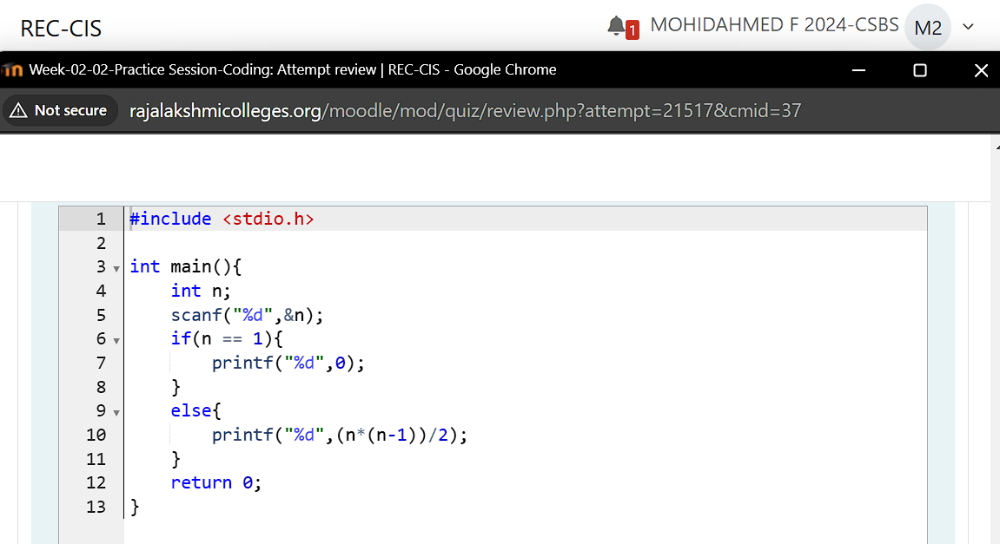 REC-CIS
1 MOHIDAHMED F 2024-CSBS M2
m Week-02-02-Practice Session-Coding: Attempt review | REC-CIS - Google Chrome
Not secure rajalakshmicolleges.org/moodle/mod/quiz/review.php?attempt=21517&cmid=37
1 #include <stdio.h>
2
3 int main(){
4     int n;
5     scanf("%d",&n);
6     if(n == 1){
7         printf("%d",0);
8     }
9     else{
10         printf("%d",(n*(n-1))/2);
11     }
12     return 0;
13 }